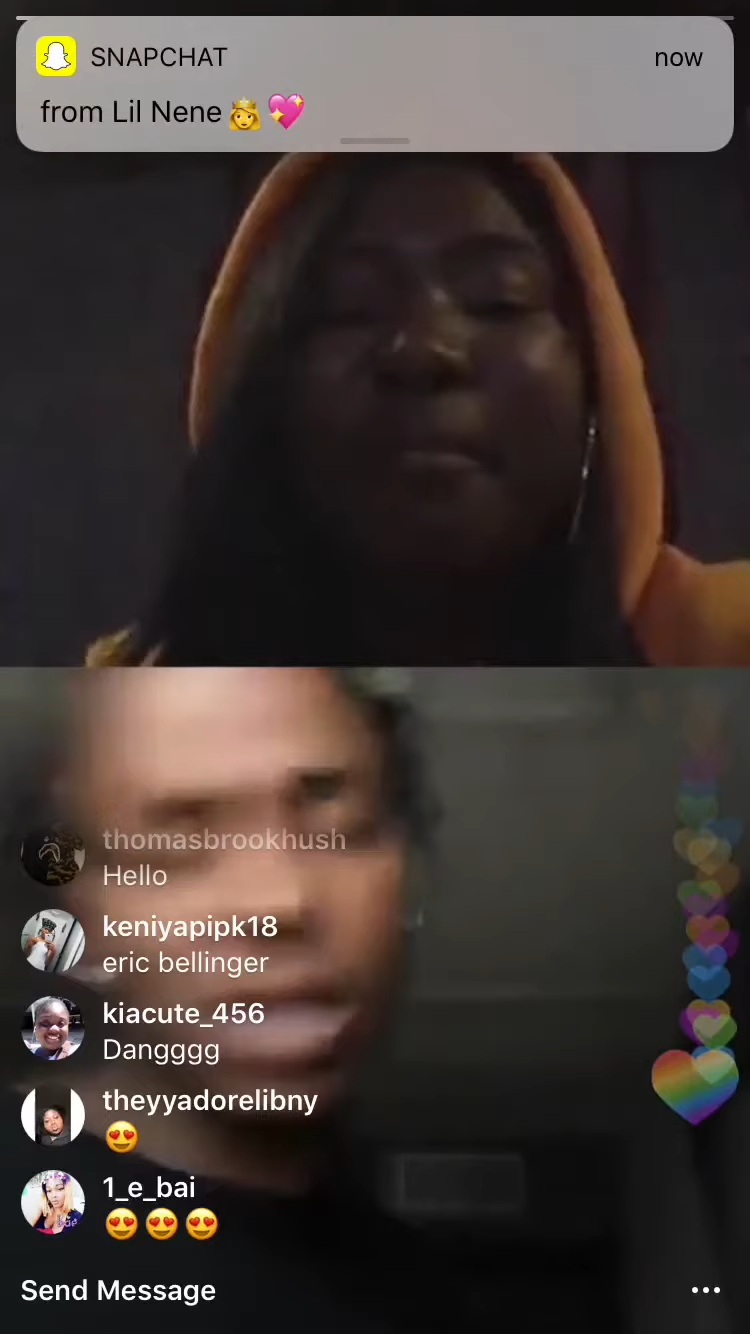 SNAPCHAT now
from Lil Nene 👸💖
thomasbrookhush
Hello
keniyapipk18
eric bellinger
kiacute_456
Dangggg
theyyadorelibny
😍
1_e_bai
😍😍😍
Send Message